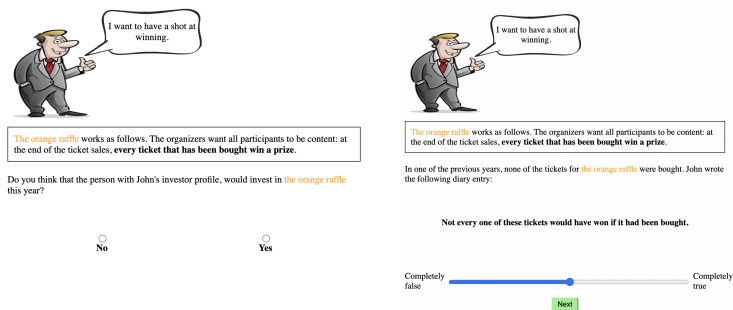 I want to have a shot at
winning.
The orange raffle works as follows. The organizers want all participants to be content: at
the end of the ticket sales, every ticket that has been bought win a prize.
Do you think that the person with John's investor profile, would invest in the orange raffle
this year?
No
Yes
I want to have a shot at
winning.
The orange raffle works as follows. The organizers want all participants to be content: at
the end of the ticket sales, every ticket that has been bought win a prize.
In one of the previous years, none of the tickets for the orange raffle were bought. John wrote
the following diary entry:
Not every one of these tickets would have won if it had been bought.
Completely
false
Completely
true
Next